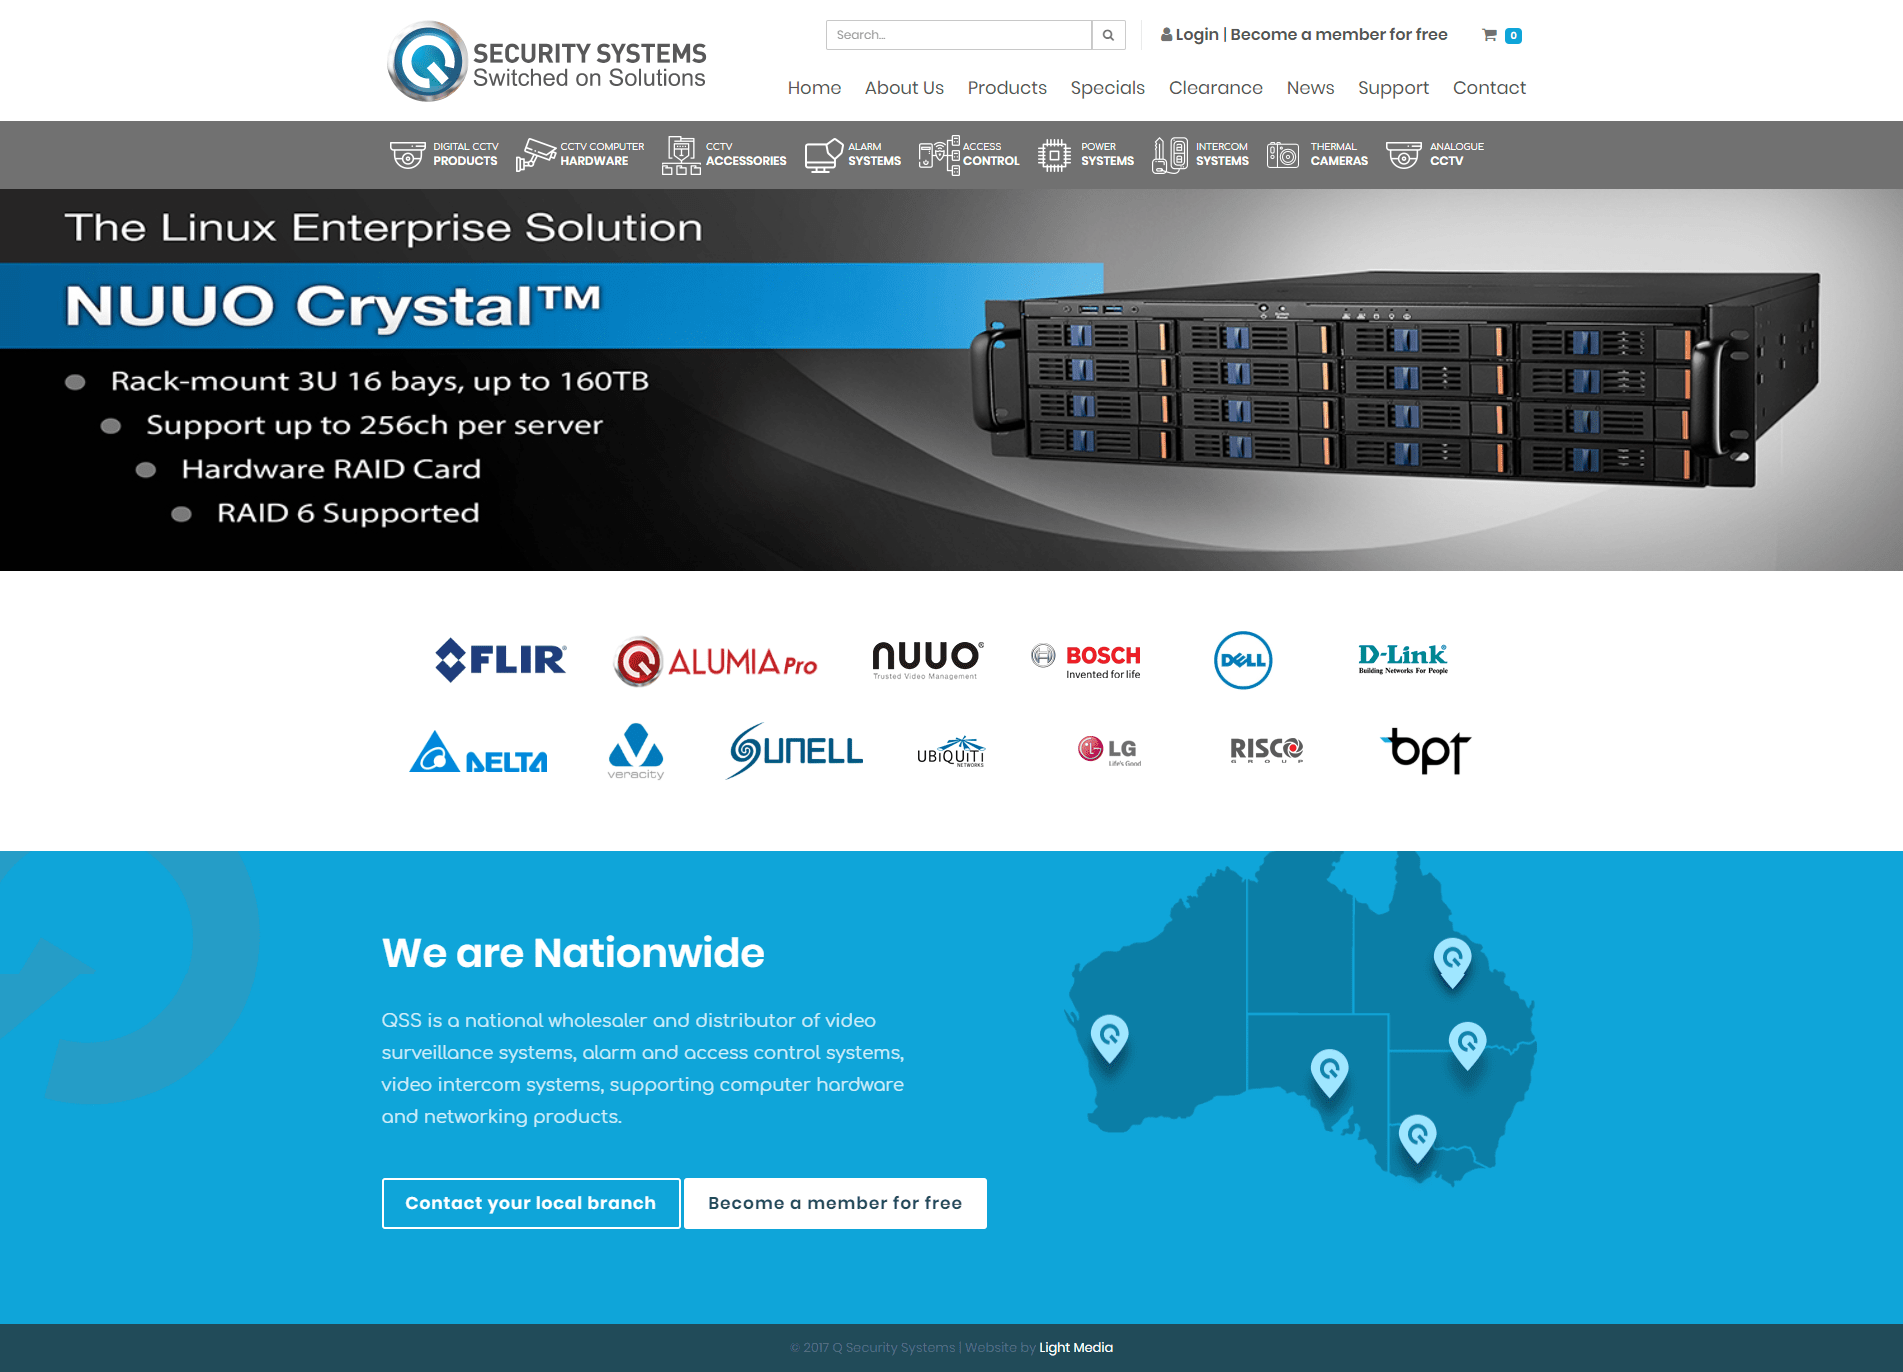 Search...
Login | Become a member for free
0
SECURITY SYSTEMS
Switched on Solutions
Home About Us Products Specials Clearance News Support Contact
DIGITAL CCTV
PRODUCTS
CCTV COMPUTER
HARDWARE
CCTV
ACCESSORIES
ALARM
SYSTEMS
ACCESS
CONTROL
POWER
SYSTEMS
INTERCOM
SYSTEMS
THERMAL
CAMERAS
ANALOGUE
CCTV
The Linux Enterprise Solution
NUUO Crystal™
Rack-mount 3U 16 bays, up to 160TB
Support up to 256ch per server
Hardware RAID Card
RAID 6 Supported
FLIR
ALUMIA Pro
NUUO®
Trusted Video Management
BOSCH
Invented for life
DELL
D-Link®
Building Networks For People
DELTA
veracity
SUNELL
UBiQUiTi
NETWORKS
LG
Life's Good
RISCO
GROUP
bpt
We are Nationwide
QSS is a national wholesaler and distributor of video
surveillance systems, alarm and access control systems,
video intercom systems, supporting computer hardware
and networking products.
Contact your local branch
Become a member for free
© 2017 Q Security Systems | Website by Light Media